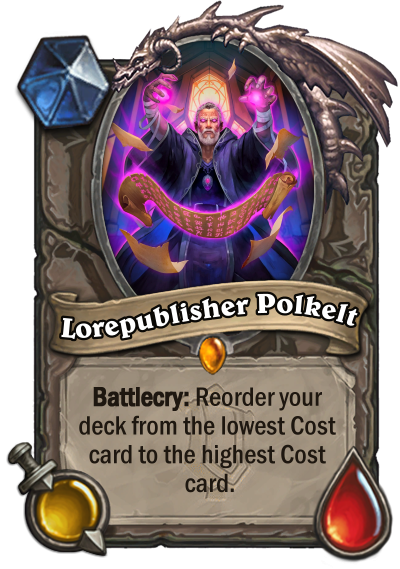 Lorepublisher Polkelt
Battlecry: Reorder your
deck from the lowest Cost
card to the highest Cost
card.